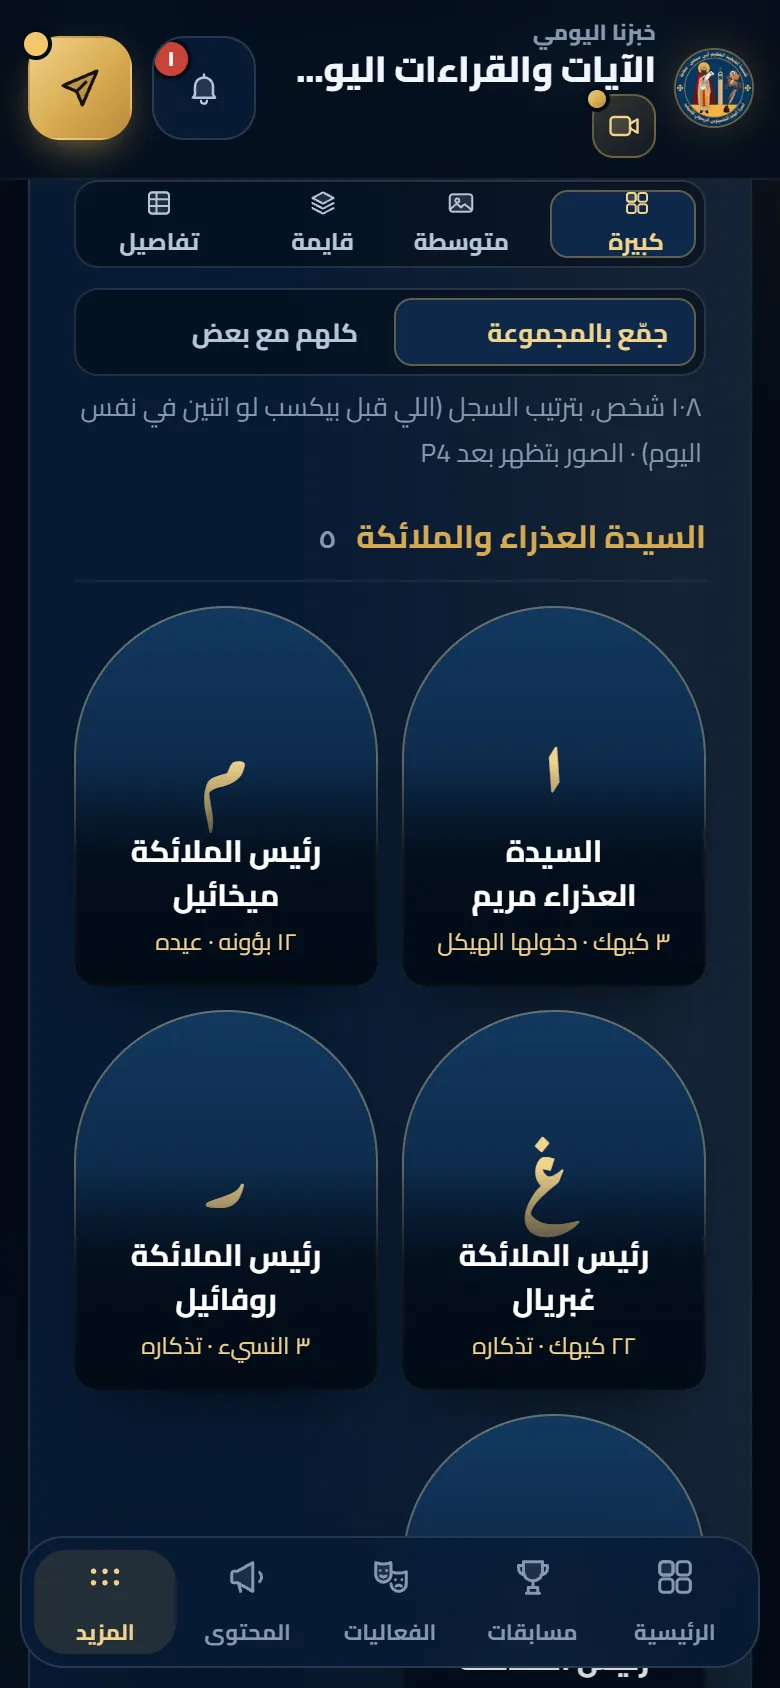 خبزنا اليومي
الآيات والقراءات اليو...
١
كبيرة
متوسطة
قايمة
تفاصيل
جمّع بالمجموعة
كلهم مع بعض
١٠٨ شخص، بترتيب السجل (اللي قبل بيكسب لو اتنين في نفس
اليوم) · الصور بتظهر بعد P4
السيدة العذراء والملائكة ٥
ا
السيدة
العذراء مريم
٣ كيهك · دخولها الهيكل
م
رئيس الملائكة
ميخائيل
١٢ بؤونه · عيده
غ
رئيس الملائكة
غبريال
٢٢ كيهك · تذكاره
ر
رئيس الملائكة
روفائيل
٣ النسيء · تذكاره
الرئيسية
مسابقات
الفعاليات
المحتوى
المزيد